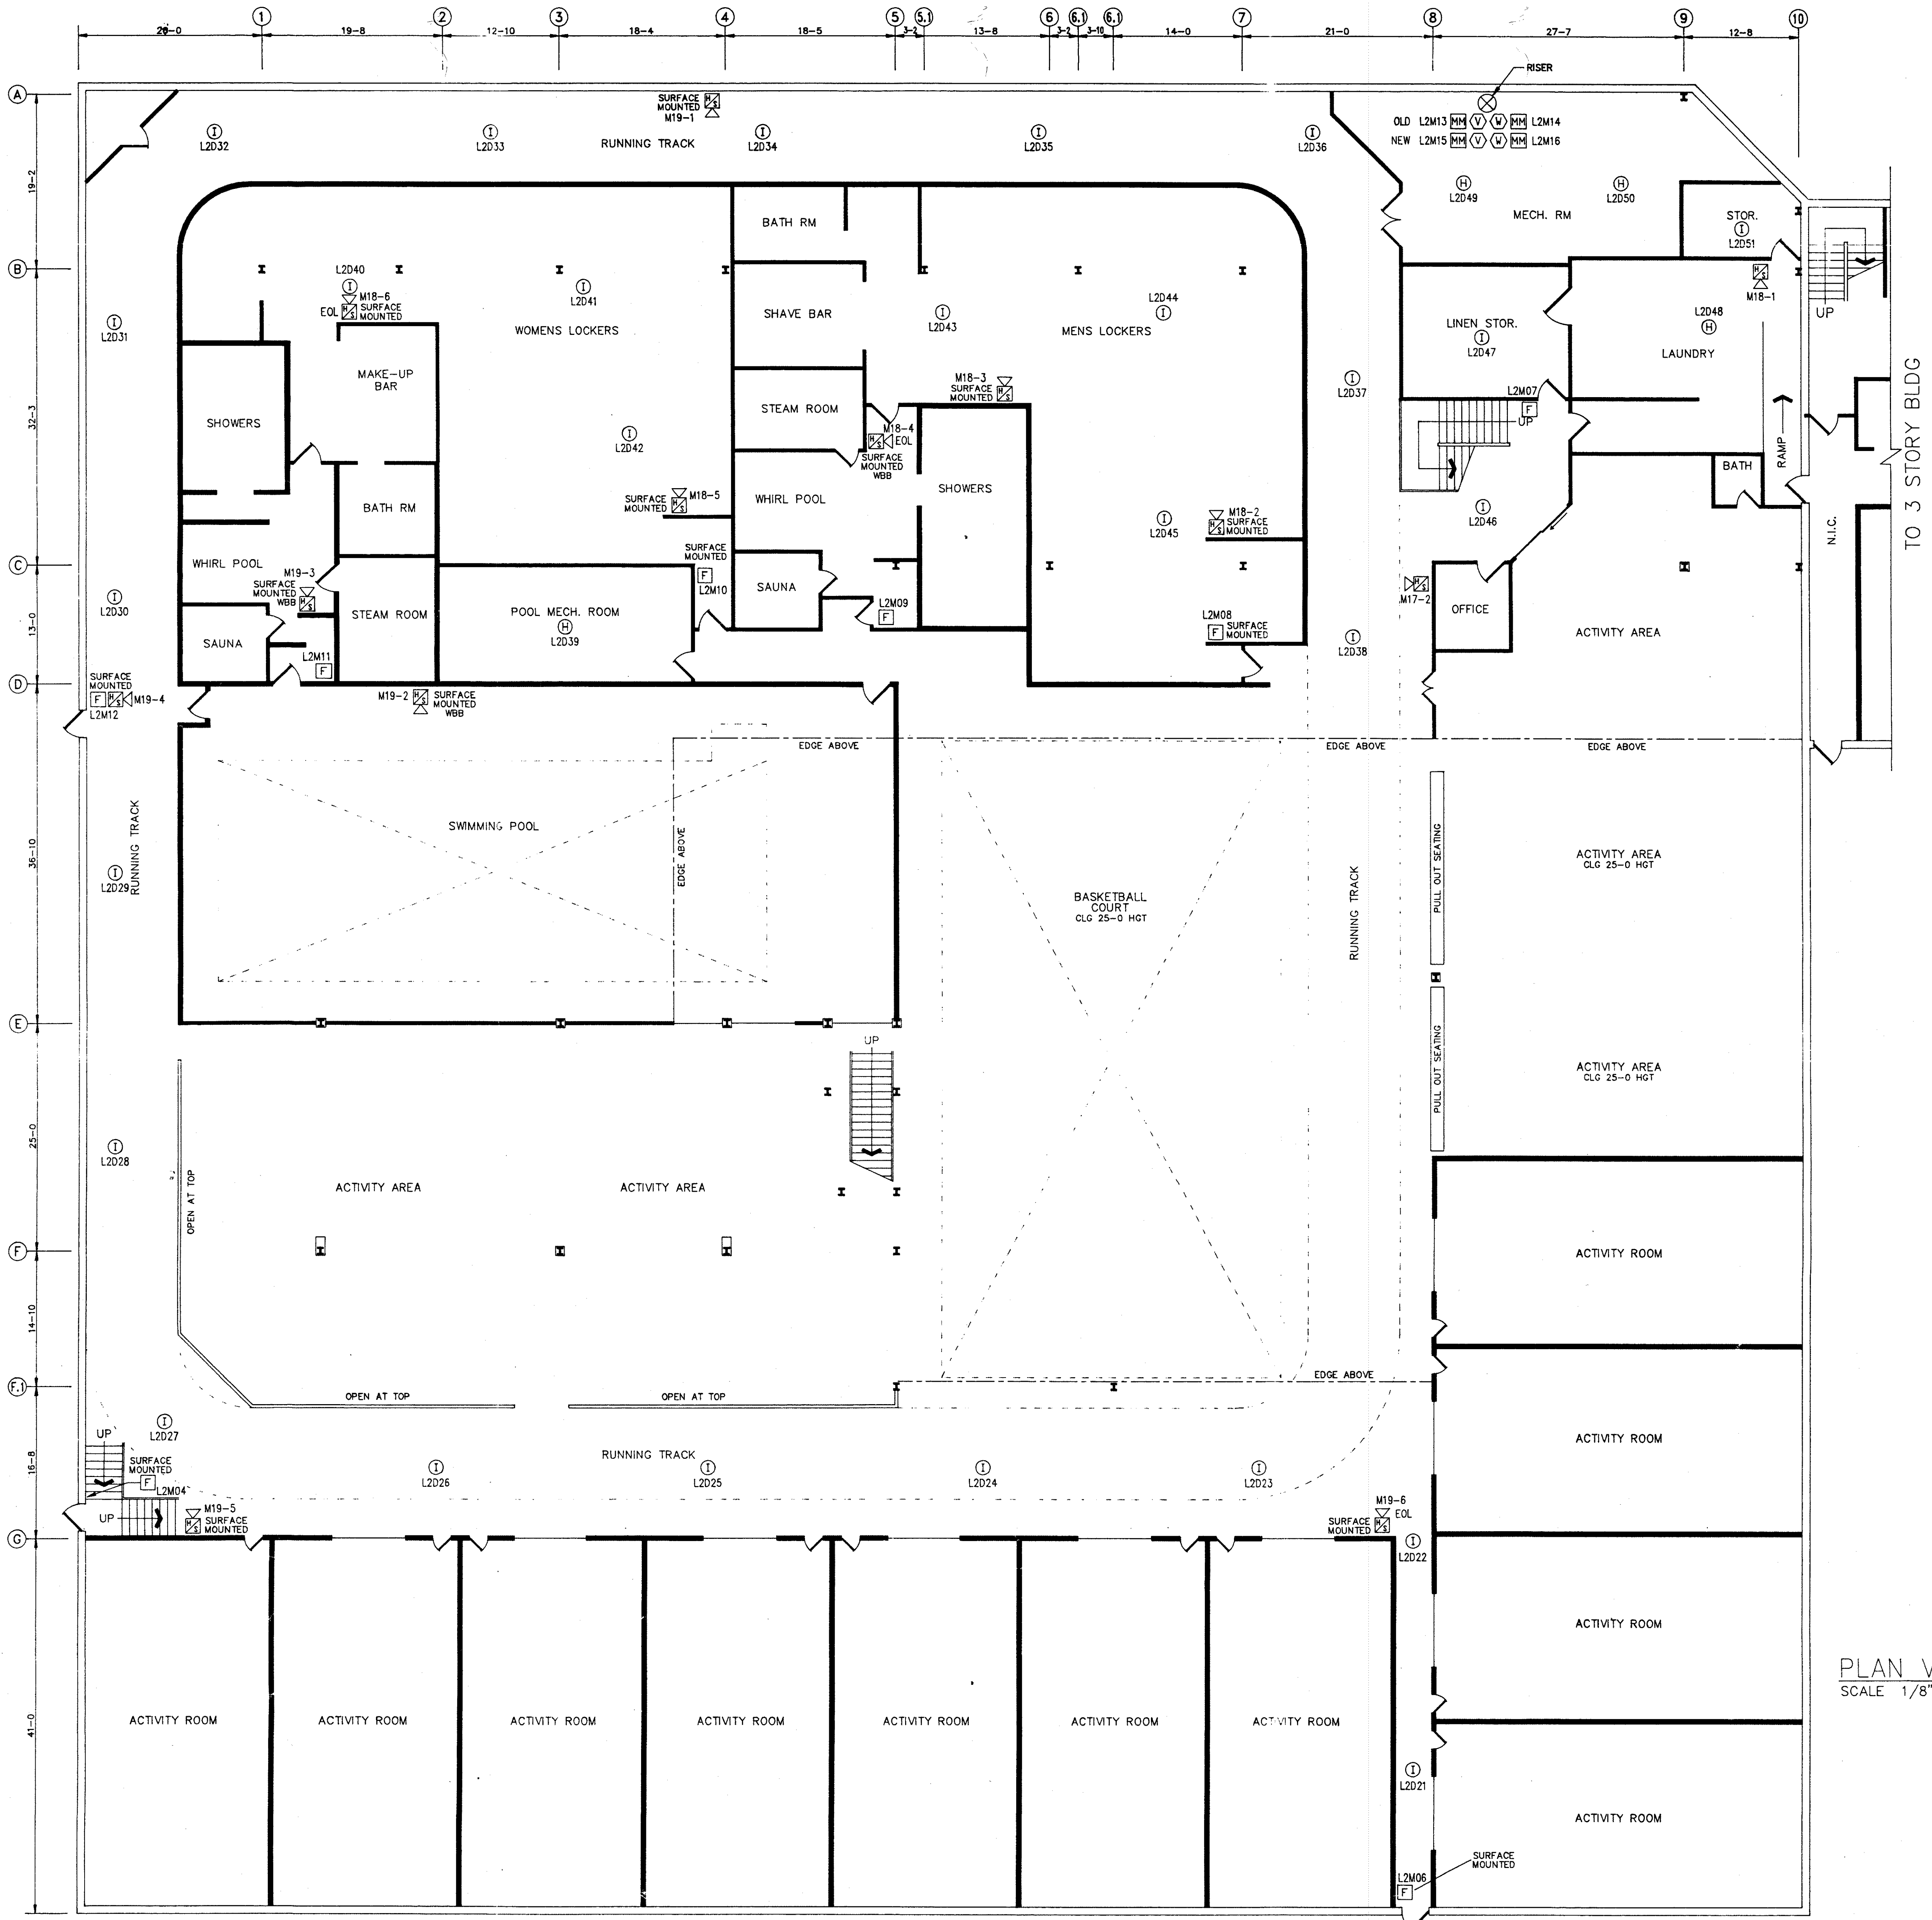 1 2 3 4 5 5.1 6 6.1 6.1 7 8 9 10
20-0 19-8 12-10 18-4 18-5 3-2 13-8 3-2 3-10 14-0 21-0 27-7 12-8
RISER
A
SURFACE
MOUNTED
M19-1
H S
OLD L2M13 MM V W MM L2M14
NEW L2M15 MM V W MM L2M16
I
L2D32
I
L2D33
RUNNING TRACK
I
L2D34
I
L2D35
I
L2D36
19-2
H
L2D49
H
L2D50
MECH. RM
STOR.
I
L2D51
BATH RM
B
L2D40
I
M18-6
EOL H S SURFACE
MOUNTED
I
L2D41
WOMENS LOCKERS
SHAVE BAR
I
L2D43
L2D44
I
MENS LOCKERS
H S
M18-1
UP
I
L2D31
LINEN STOR.
I
L2D47
L2D48
H
LAUNDRY
MAKE-UP
BAR
SHOWERS
STEAM ROOM
M18-3
SURFACE
MOUNTED H S
I
L2D37
L2M07
F
UP
TO 3 STORY BLDG
32-3
I
L2D42
M18-4
H S EOL
SURFACE
MOUNTED
WBB
RAMP
BATH
SURFACE
MOUNTED H S M18-5
WHIRL POOL
SHOWERS
BATH RM
I
L2D45
M18-2
H S SURFACE
MOUNTED
I
L2D46
N.I.C.
WHIRL POOL
M19-3
SURFACE
MOUNTED
WBB H S
SURFACE
MOUNTED
F
L2M10
C
SAUNA
H S
M17-2
OFFICE
I
L2D30
STEAM ROOM
POOL MECH. ROOM
H
L2D39
L2M09
F
L2M08
F SURFACE
MOUNTED
13-0
SAUNA
L2M11
F
I
L2D38
ACTIVITY AREA
D
SURFACE
MOUNTED
F H S M19-4
L2M12
M19-2 H S SURFACE
MOUNTED
WBB
EDGE ABOVE
EDGE ABOVE
EDGE ABOVE
RUNNING TRACK
SWIMMING POOL
EDGE ABOVE
36-10
I
L2D29
BASKETBALL
COURT
CLG 25-0 HGT
RUNNING TRACK
PULL OUT SEATING
ACTIVITY AREA
CLG 25-0 HGT
E
UP
PULL OUT SEATING
ACTIVITY AREA
CLG 25-0 HGT
25-0
I
L2D28
OPEN AT TOP
ACTIVITY AREA
ACTIVITY AREA
F
ACTIVITY ROOM
14-10
EDGE ABOVE
F.1
OPEN AT TOP
OPEN AT TOP
I
L2D27
UP
SURFACE
MOUNTED
F
L2M04
16-8
RUNNING TRACK
ACTIVITY ROOM
I
L2D26
I
L2D25
I
L2D24
I
L2D23
UP
M19-5
H S SURFACE
MOUNTED
M19-6
EOL
SURFACE
MOUNTED H S
G
I
L2D22
ACTIVITY ROOM
PLAN V
SCALE 1/8"
41-0
ACTIVITY ROOM
ACTIVITY ROOM
ACTIVITY ROOM
ACTIVITY ROOM
ACTIVITY ROOM
ACTIVITY ROOM
ACTIVITY ROOM
I
L2D21
ACTIVITY ROOM
SURFACE
MOUNTED
L2M06
F